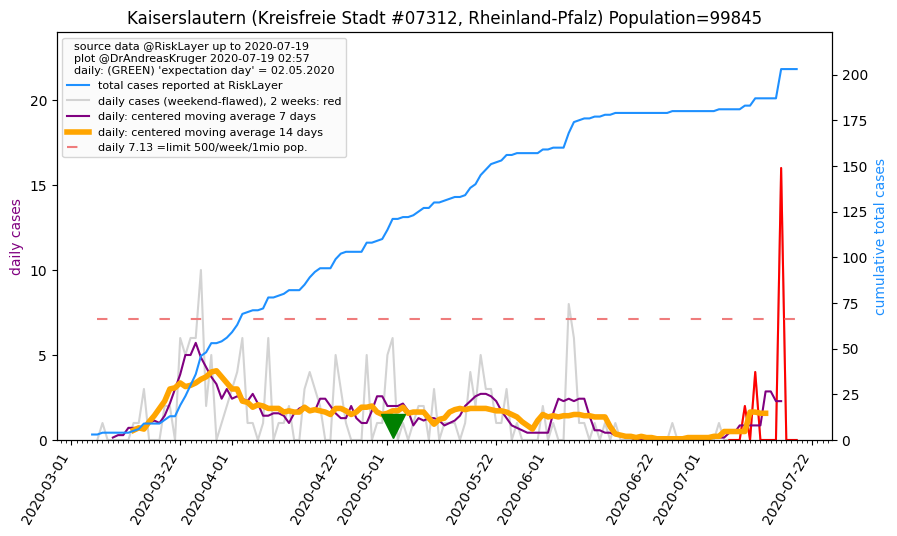 Kaiserslautern (Kreisfreie Stadt #07312, Rheinland-Pfalz) Population=99845
source data @RiskLayer up to 2020-07-19
plot @DrAndreasKruger 2020-07-19 02:57
daily: (GREEN) 'expectation day' = 02.05.2020
total cases reported at RiskLayer
daily cases (weekend-flawed), 2 weeks: red
daily: centered moving average 7 days
daily: centered moving average 14 days
daily 7.13 =limit 500/week/1mio pop.
daily cases
0
5
10
15
20
cumulative total cases
0
25
50
75
100
125
150
175
200
2020-03-01
2020-03-22
2020-04-01
2020-04-22
2020-05-01
2020-05-22
2020-06-01
2020-06-22
2020-07-01
2020-07-22